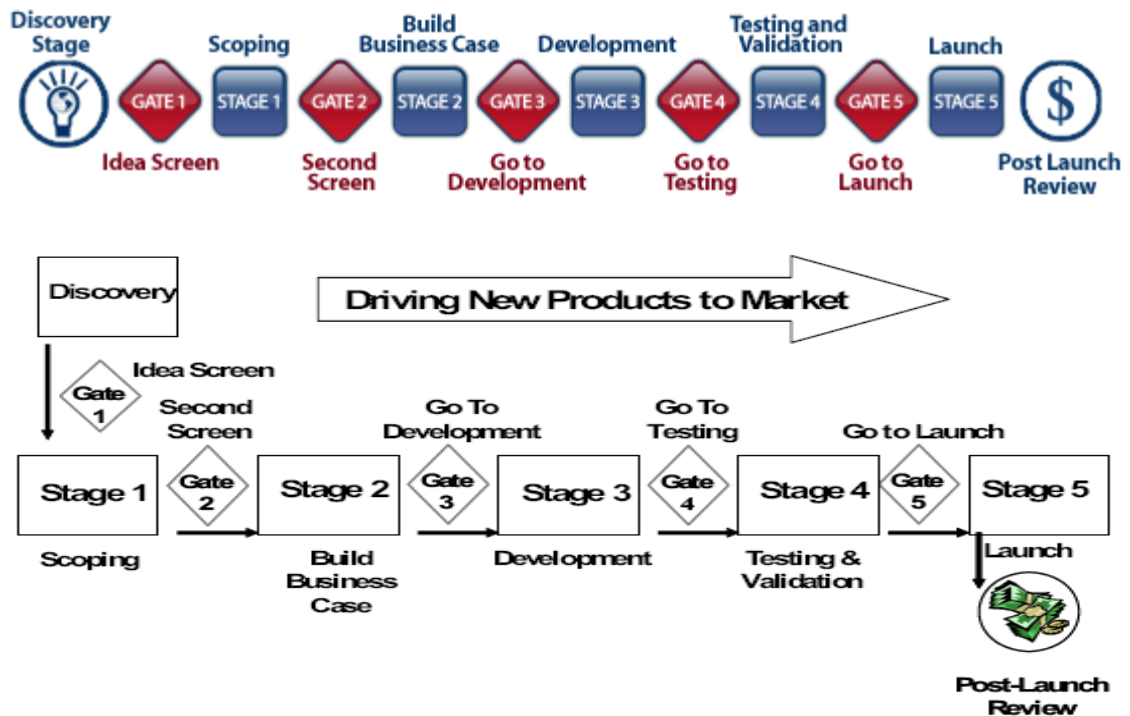 Discovery
Stage
Scoping
Build
Business Case
Development
Testing and
Validation
Launch
GATE 1
STAGE 1
GATE 2
STAGE 2
GATE 3
STAGE 3
GATE 4
STAGE 4
GATE 5
STAGE 5
$
Idea Screen
Second
Screen
Go to
Development
Go to
Testing
Go to
Launch
Post Launch
Review
Discovery
Driving New Products to Market
Gate
1
Idea Screen
Second
Screen
Go To
Development
Go To
Testing
Go to Launch
Stage 1
Gate
2
Stage 2
Gate
3
Stage 3
Gate
4
Stage 4
Gate
5
Stage 5
Scoping
Build
Business
Case
Development
Testing &
Validation
Launch
Post-Launch
Review